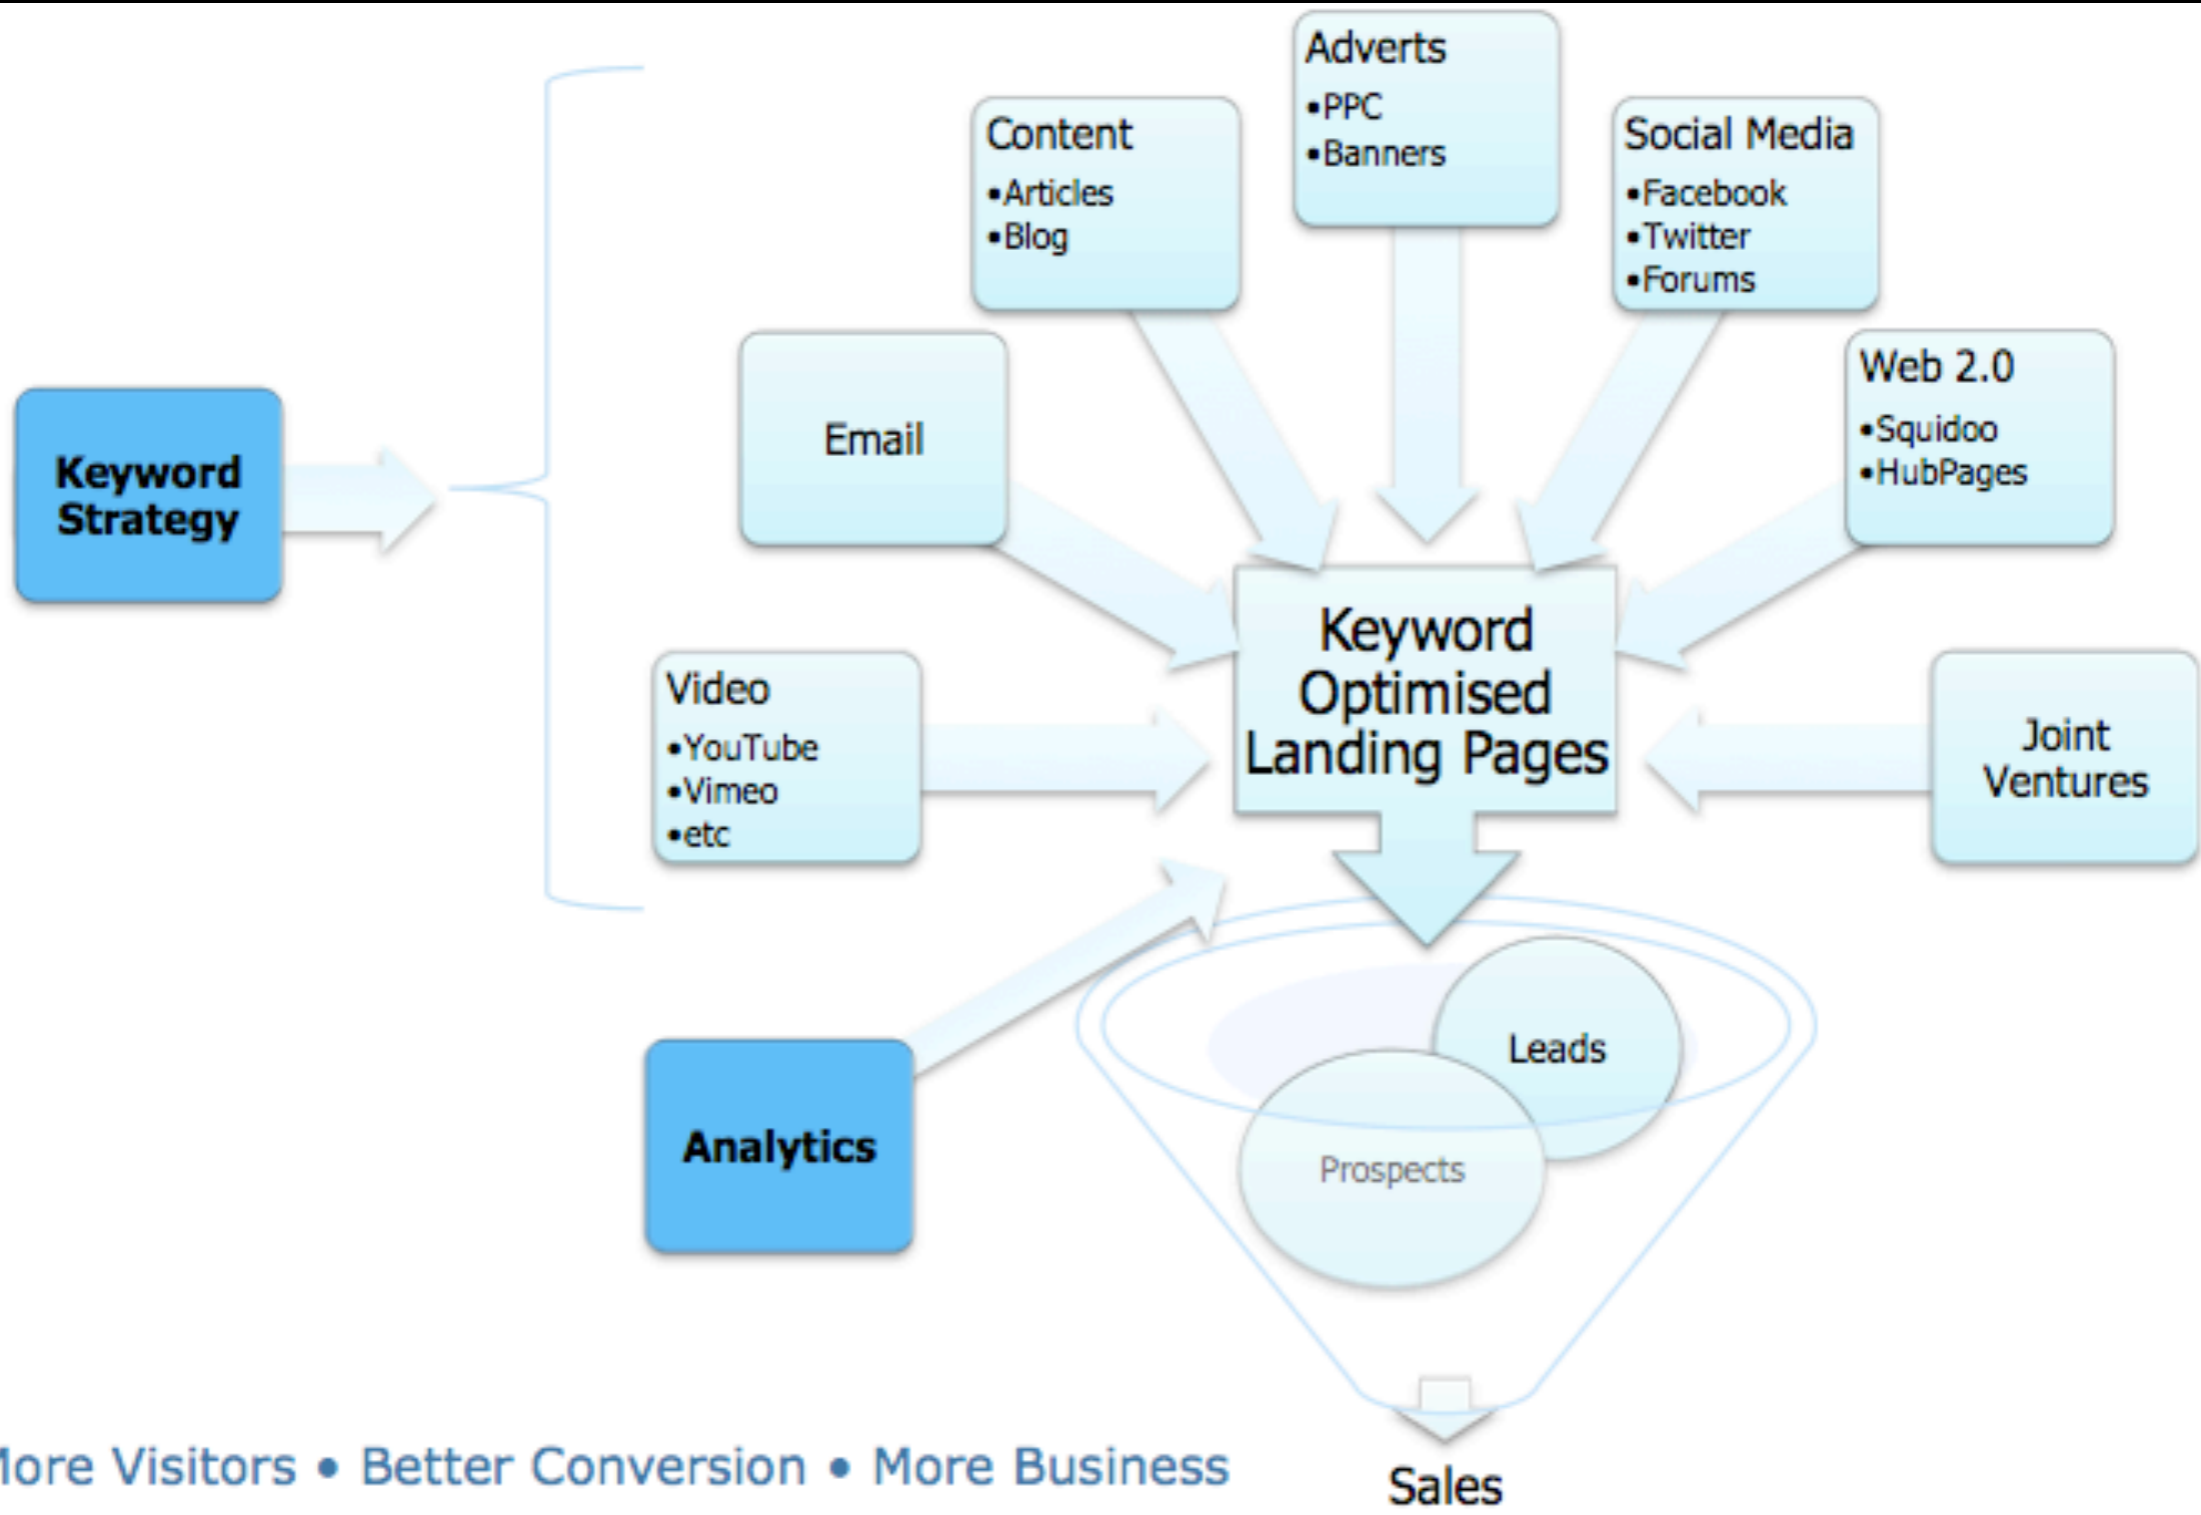 Adverts
•PPC
•Banners
Content
•Articles
•Blog
Social Media
•Facebook
•Twitter
•Forums
Email
Web 2.0
•Squidoo
•HubPages
Keyword
Strategy
Keyword
Optimised
Landing Pages
Video
•YouTube
•Vimeo
•etc
Joint
Ventures
Leads
Prospects
Analytics
More Visitors • Better Conversion • More Business
Sales